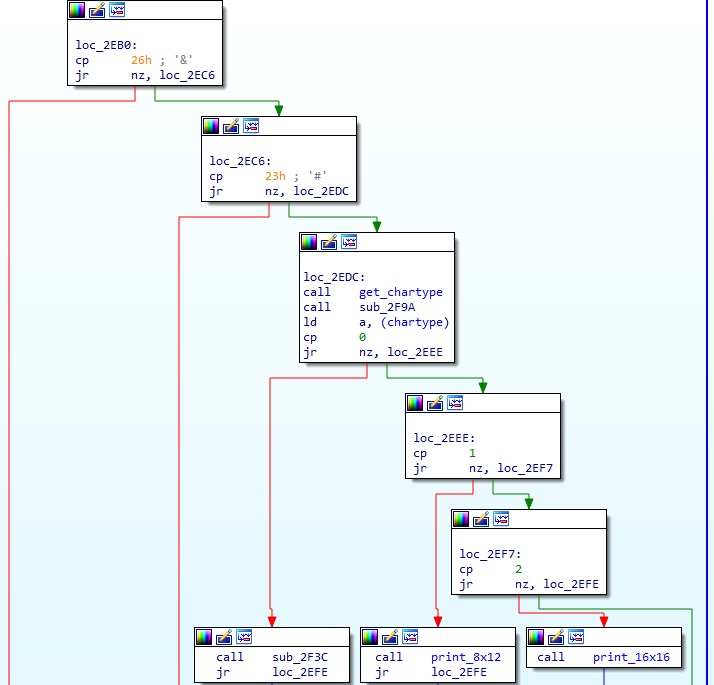 loc_2EB0:
cp 26h ; '&'
jr nz, loc_2EC6
loc_2EC6:
cp 23h ; '#'
jr nz, loc_2EDC
loc_2EDC:
call get_chartype
call sub_2F9A
ld a, (chartype)
cp 0
jr nz, loc_2EEE
loc_2EEE:
cp 1
jr nz, loc_2EF7
loc_2EF7:
cp 2
jr nz, loc_2EFE
call sub_2F3C
jr loc_2EFE
call print_8x12
jr loc_2EFE
call print_16x16